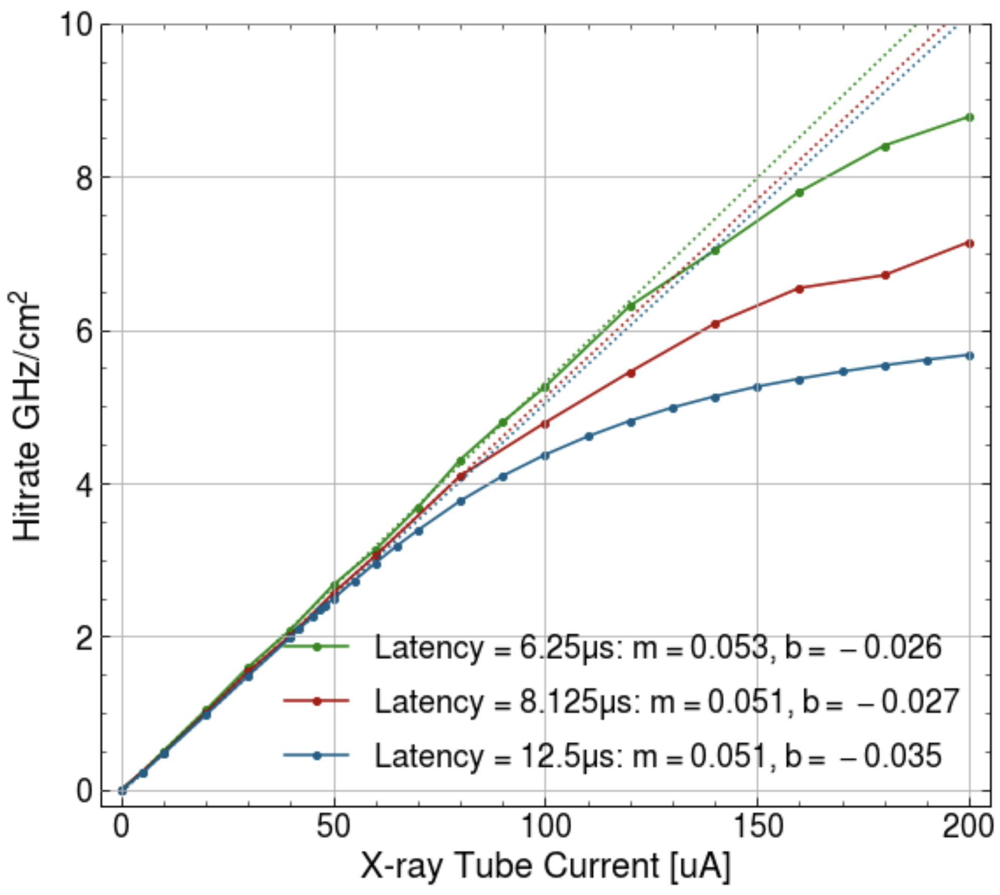 10
8
6
4
2
0
Hitrate GHz/cm²
Latency = 6.25µs: m = 0.053, b = −0.026
Latency = 8.125µs: m = 0.051, b = −0.027
Latency = 12.5µs: m = 0.051, b = −0.035
0 50 100 150 200
X-ray Tube Current [uA]